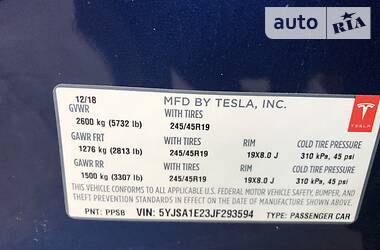 auto RIA
12/18 MFD BY TESLA, INC.
GVWR WITH TIRES
2600 kg (5732 lb) 245/45R19
GAWR FRT WITH TIRES RIM COLD TIRE PRESSURE
1276 kg (2813 lb) 245/45R19 19X8.0 J 310 kPa, 45 psi
GAWR RR WITH TIRES RIM COLD TIRE PRESSURE
1500 kg (3307 lb) 245/45R19 19X8.0 J 310 kPa, 45 psi
THIS VEHICLE CONFORMS TO ALL APPLICABLE U.S. FEDERAL MOTOR VEHICLE SAFETY, BUMPER, AND
THEFT PREVENTION STANDARDS IN EFFECT ON THE DATE OF MANUFACTURE SHOWN ABOVE.
PNT: PPSB VIN: 5YJSA1E23JF293594 TYPE: PASSENGER CAR
TESLA